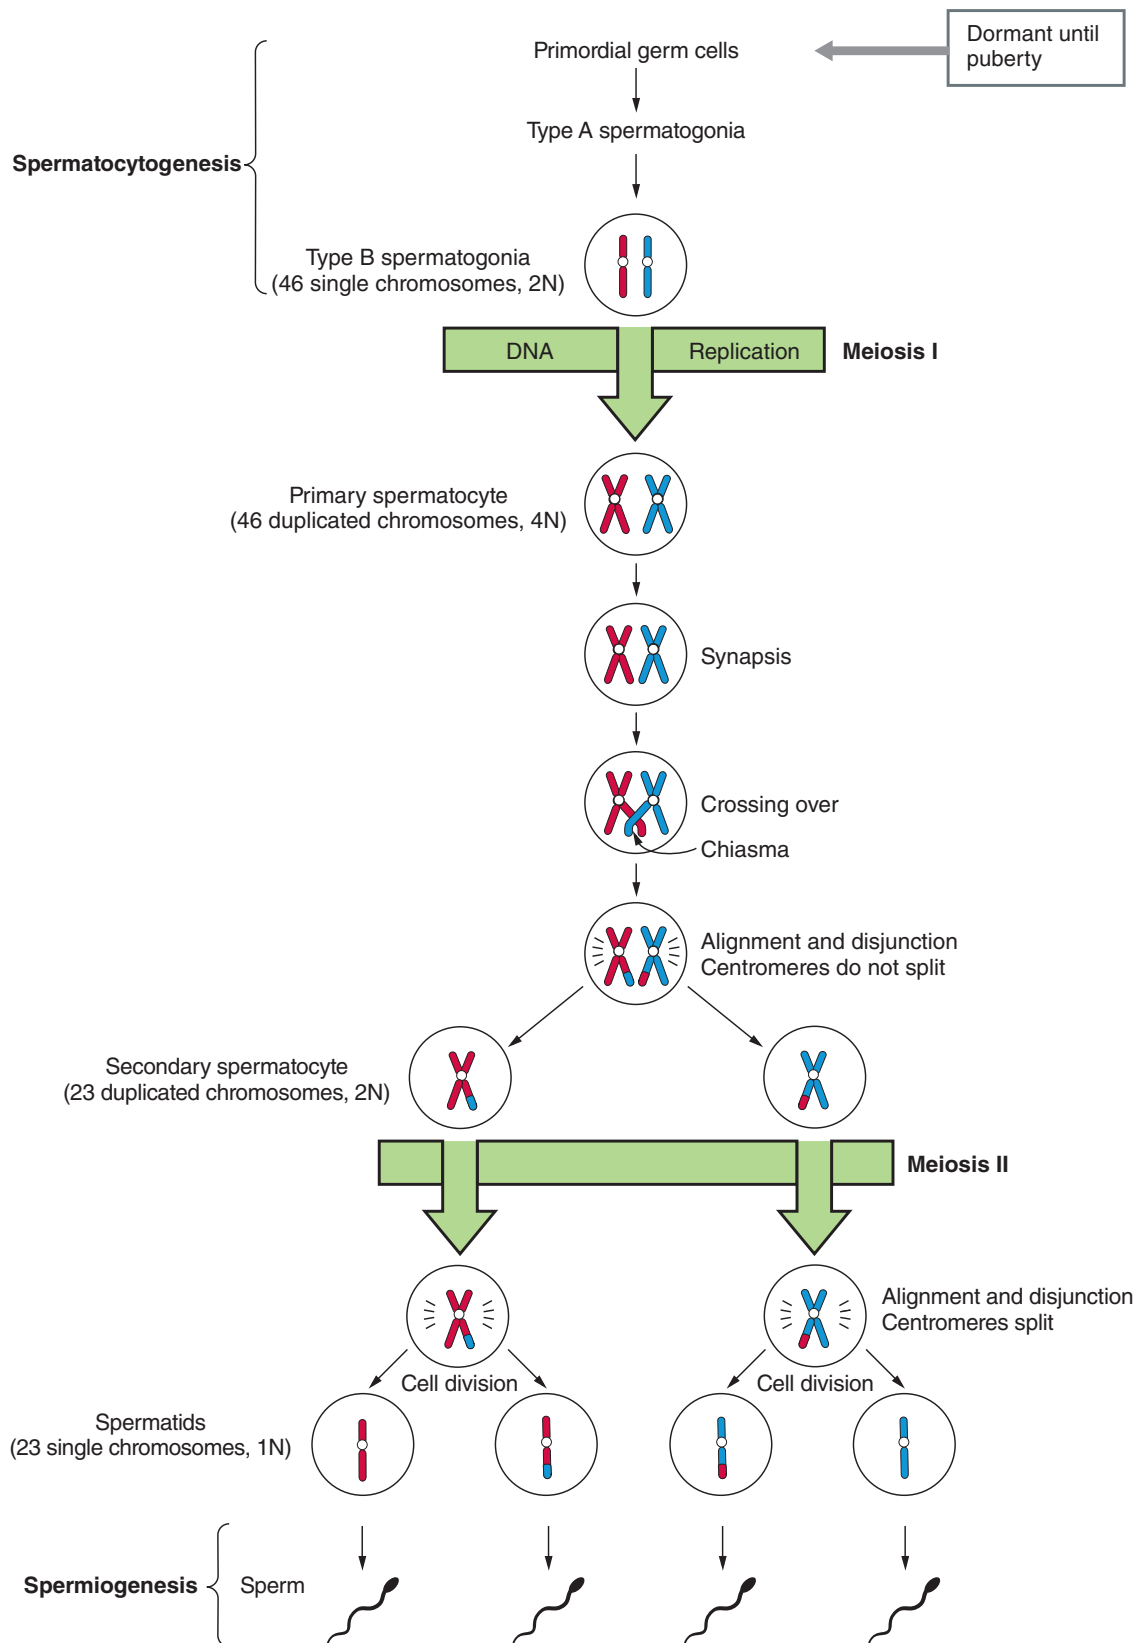 Primordial germ cells
Dormant until
puberty
Type A spermatogonia
Spermatocytogenesis
Type B spermatogonia
(46 single chromosomes, 2N)
DNA
Replication
Meiosis I
Primary spermatocyte
(46 duplicated chromosomes, 4N)
Synapsis
Crossing over
Chiasma
Alignment and disjunction
Centromeres do not split
Secondary spermatocyte
(23 duplicated chromosomes, 2N)
Meiosis II
Alignment and disjunction
Centromeres split
Cell division
Cell division
Spermatids
(23 single chromosomes, 1N)
Spermiogenesis
Sperm